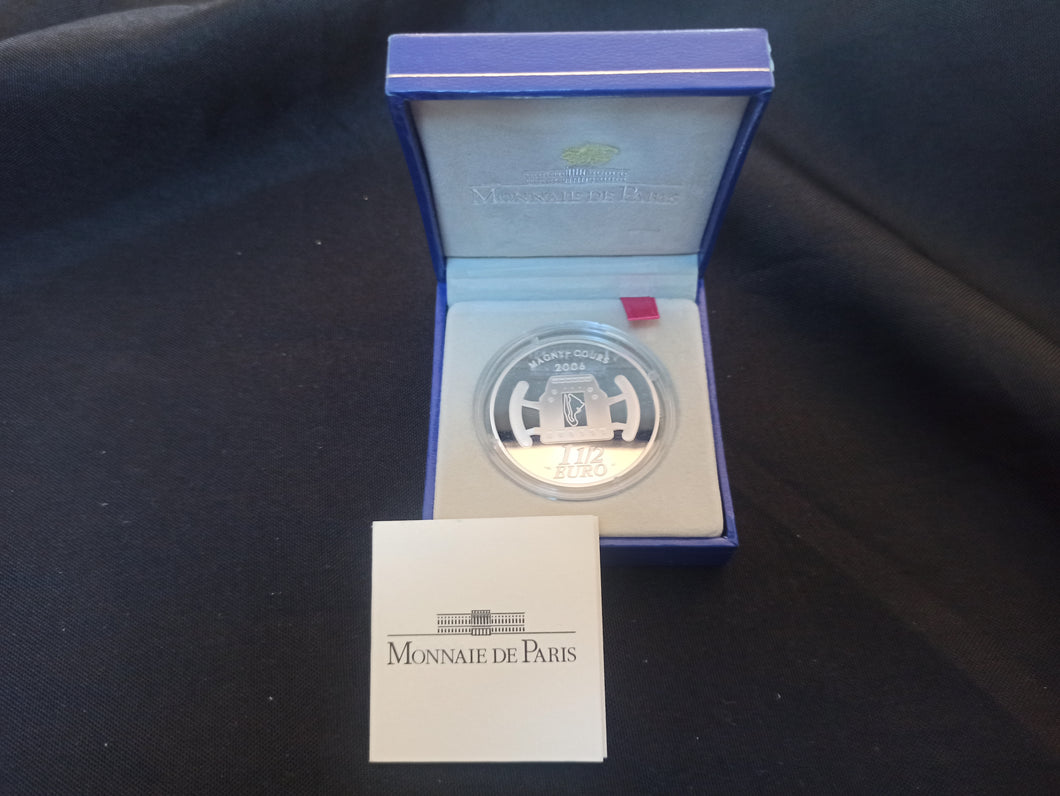 MONNAIE DE PARIS
MAGNY-COURS
2006
1 1/2
EURO
MONNAIE DE PARIS